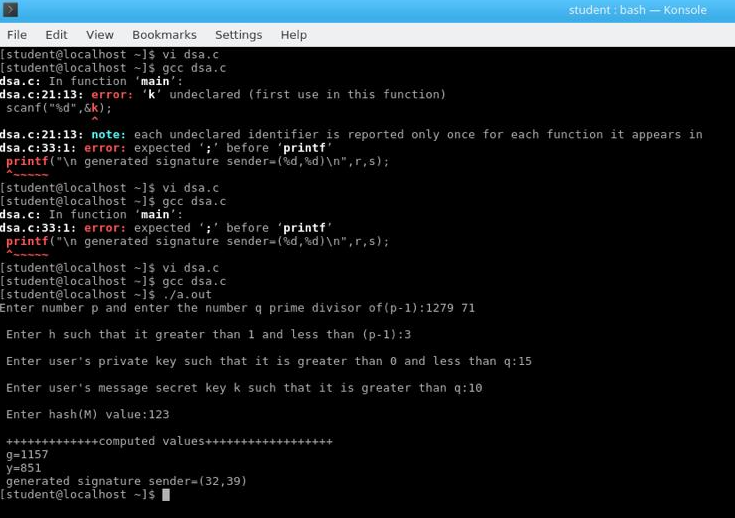 student : bash — Konsole
File Edit View Bookmarks Settings Help
[student@localhost ~]$ vi dsa.c
[student@localhost ~]$ gcc dsa.c
dsa.c: In function ‘main’:
dsa.c:21:13: error: ‘k’ undeclared (first use in this function)
 scanf("%d",&k);
             ^
dsa.c:21:13: note: each undeclared identifier is reported only once for each function it appears in
dsa.c:33:1: error: expected ‘;’ before ‘printf’
 printf("\n generated signature sender=(%d,%d)\n",r,s);
 ^~~~~~
[student@localhost ~]$ vi dsa.c
[student@localhost ~]$ gcc dsa.c
dsa.c: In function ‘main’:
dsa.c:33:1: error: expected ‘;’ before ‘printf’
 printf("\n generated signature sender=(%d,%d)\n",r,s);
 ^~~~~~
[student@localhost ~]$ vi dsa.c
[student@localhost ~]$ gcc dsa.c
[student@localhost ~]$ ./a.out
Enter number p and enter the number q prime divisor of(p-1):1279 71
 Enter h such that it greater than 1 and less than (p-1):3
 Enter user's private key such that it is greater than 0 and less than q:15
 Enter user's message secret key k such that it is greater than q:10
 Enter hash(M) value:123
 +++++++++++++computed values++++++++++++++++++
 g=1157
 y=851
 generated signature sender=(32,39)
[student@localhost ~]$